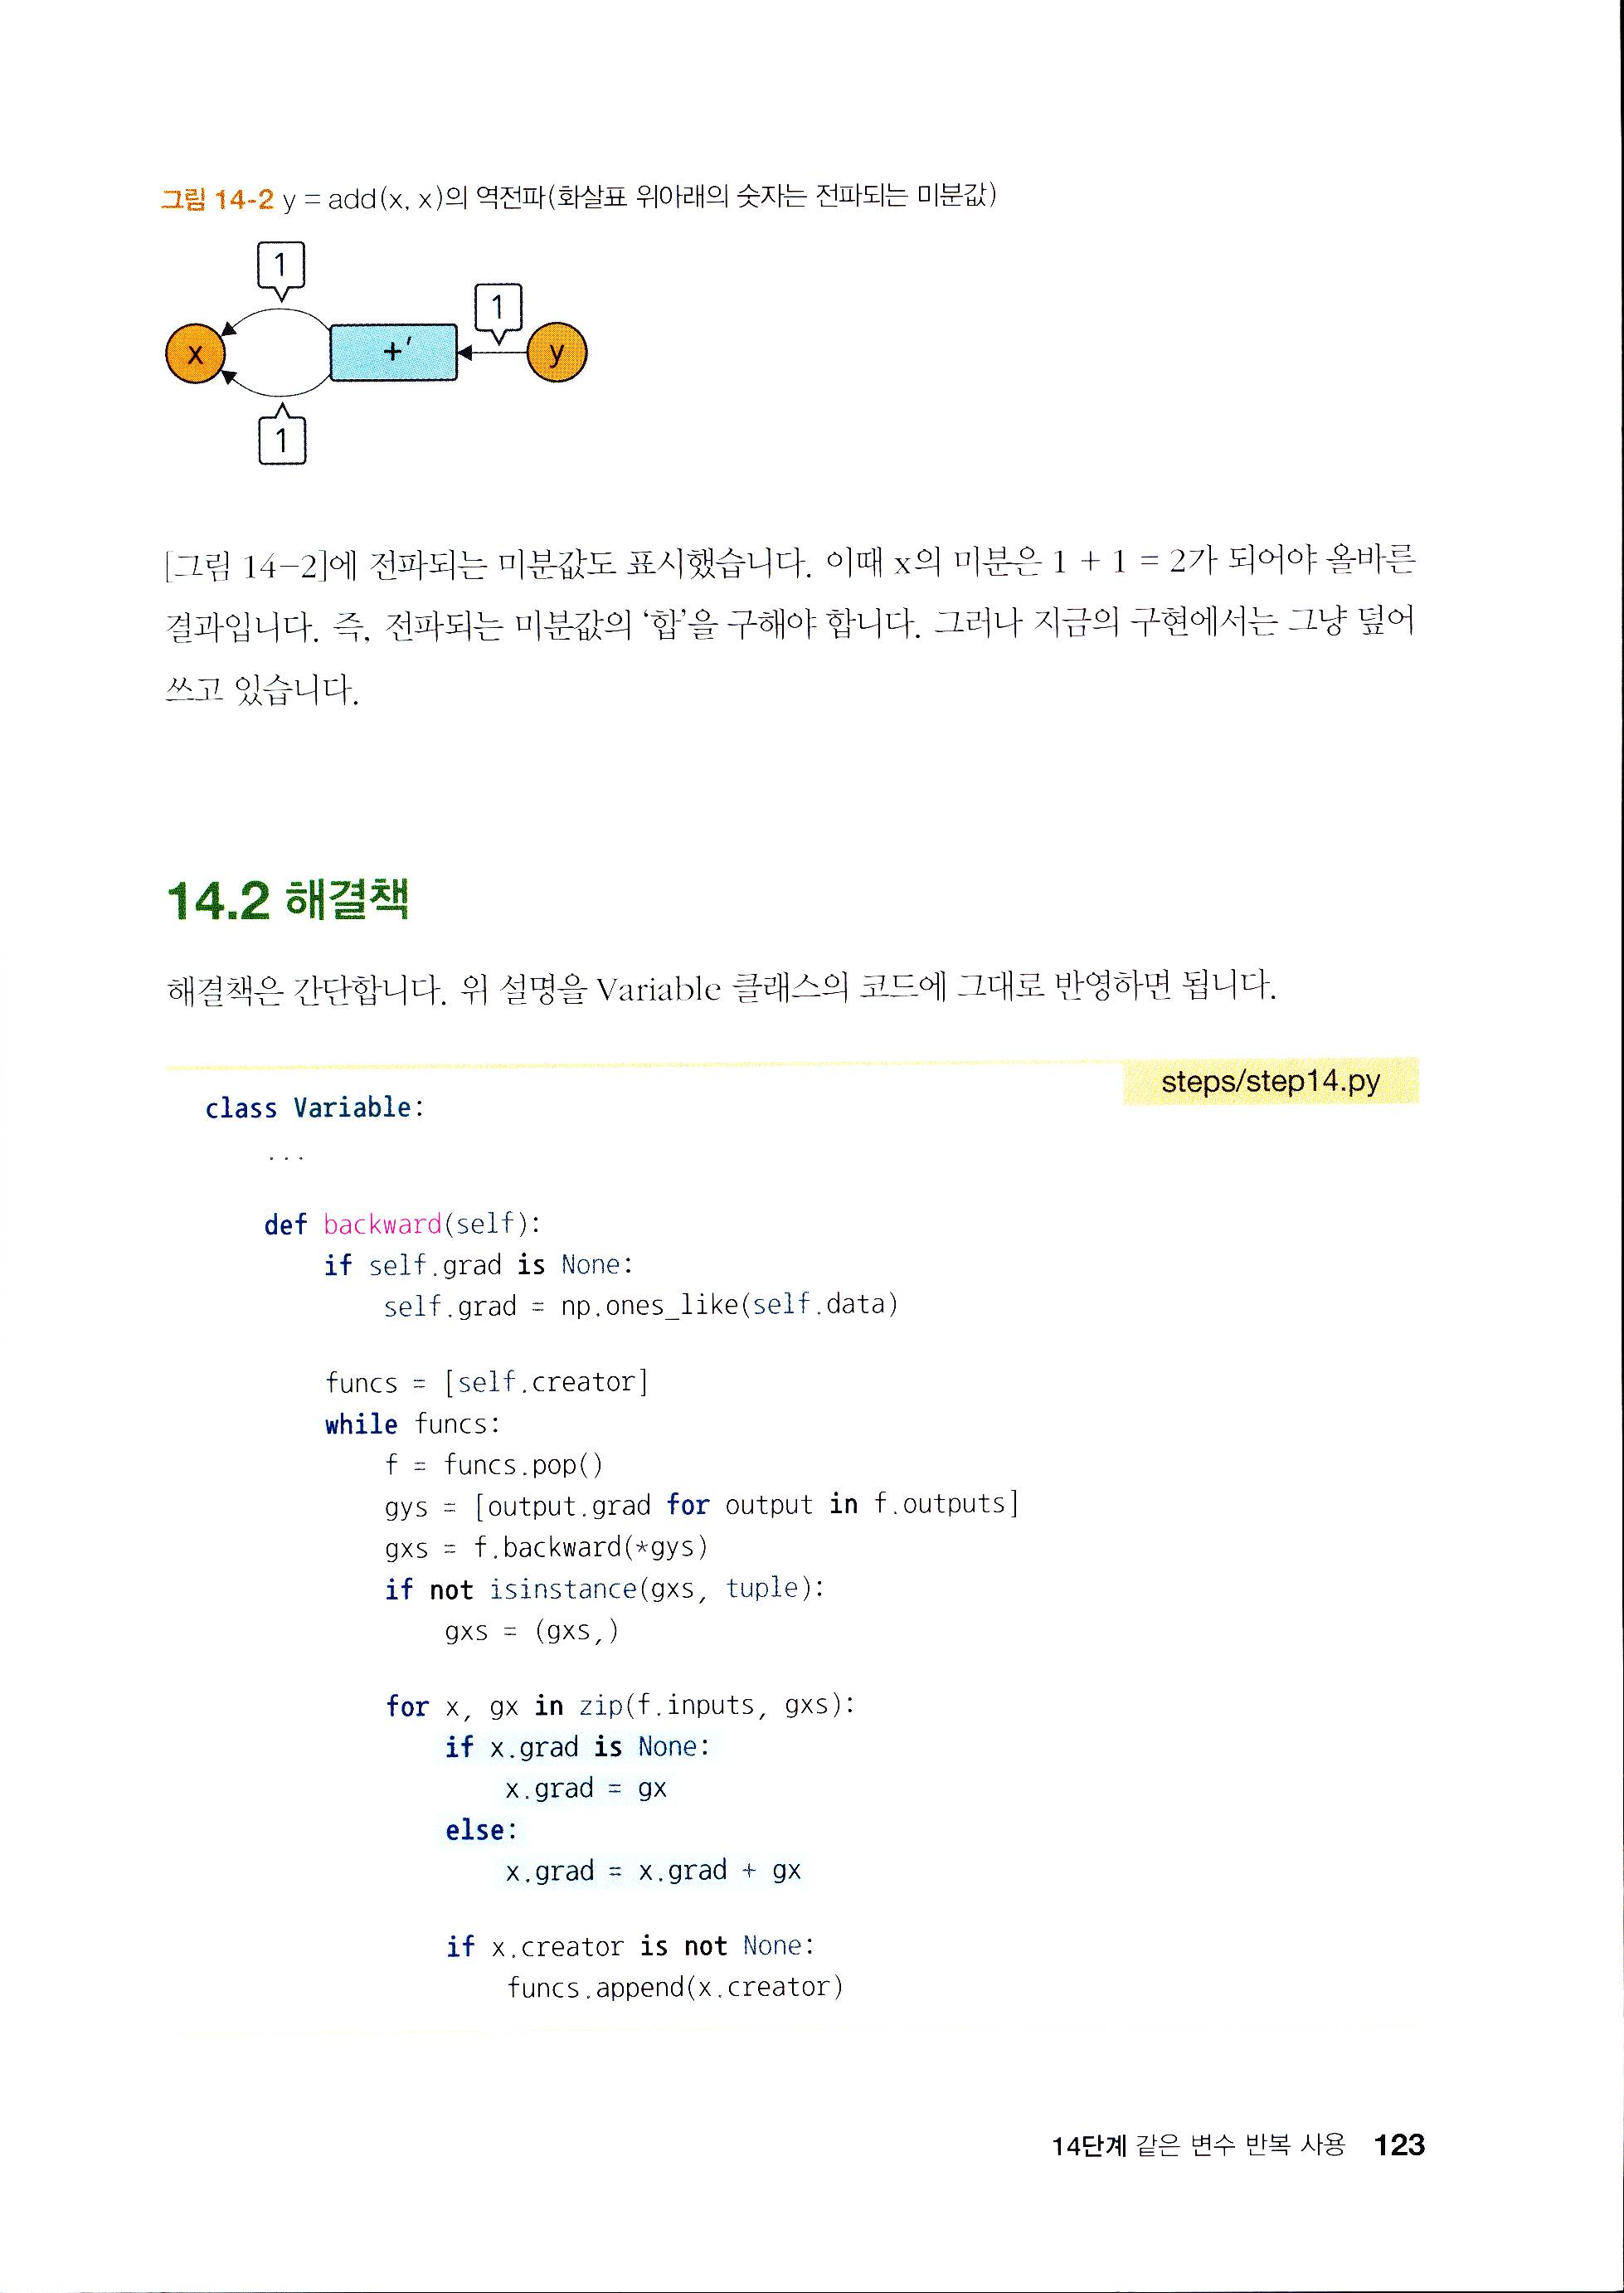 그림 14-2 y = add(x, x)의 역전파(화살표 위아래의 숫자는 전파되는 미분값)
1
1
x
+′
y
1
[그림 14-2]에 전파되는 미분값도 표시했습니다. 이때 x의 미분은 1 + 1 = 2가 되어야 올바른
결과입니다. 즉, 전파되는 미분값의 ‘합’을 구해야 합니다. 그러나 지금의 구현에서는 그냥 덮어
쓰고 있습니다.
14.2 해결책
해결책은 간단합니다. 위 설명을 Variable 클래스의 코드에 그대로 반영하면 됩니다.
steps/step14.py
class Variable:
    ...
    def backward(self):
        if self.grad is None:
            self.grad = np.ones_like(self.data)
        funcs = [self.creator]
        while funcs:
            f = funcs.pop()
            gys = [output.grad for output in f.outputs]
            gxs = f.backward(*gys)
            if not isinstance(gxs, tuple):
                gxs = (gxs,)
            for x, gx in zip(f.inputs, gxs):
                if x.grad is None:
                    x.grad = gx
                else:
                    x.grad = x.grad + gx
                if x.creator is not None:
                    funcs.append(x.creator)
14단계 같은 변수 반복 사용 123